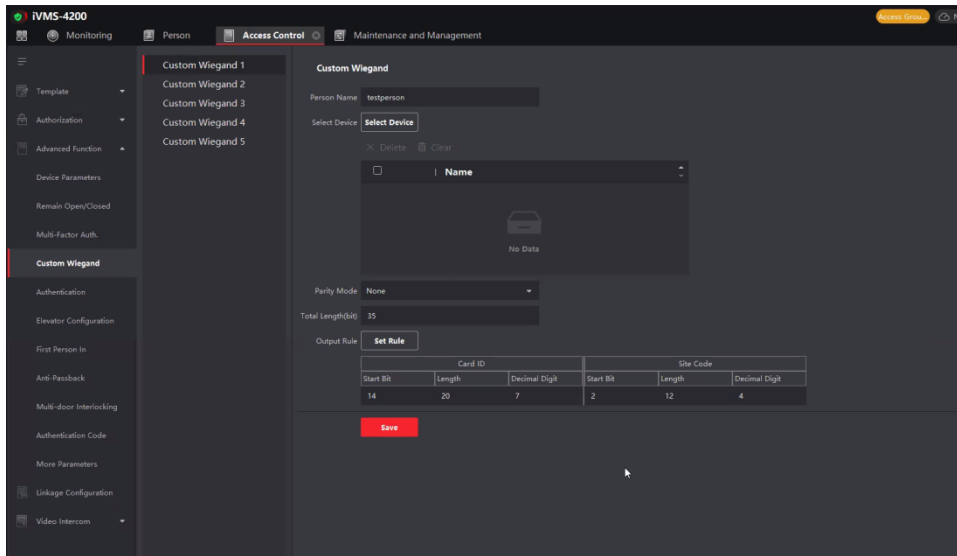 iVMS-4200
Access Grou...
Monitoring
Person
Access Control
Maintenance and Management
Template
Authorization
Advanced Function
Device Parameters
Remain Open/Closed
Multi-Factor Auth.
Custom Wiegand
Authentication
Elevator Configuration
First Person In
Anti-Passback
Multi-door Interlocking
Authentication Code
More Parameters
Linkage Configuration
Video Intercom
Custom Wiegand 1
Custom Wiegand 2
Custom Wiegand 3
Custom Wiegand 4
Custom Wiegand 5
Custom Wiegand
Person Name testperson
Select Device Select Device
Delete Clear
Name
No Data
Parity Mode None
Total Length(bit) 35
Output Rule Set Rule
Card ID Site Code
Start Bit Length Decimal Digit Start Bit Length Decimal Digit
14 20 7 2 12 4
Save